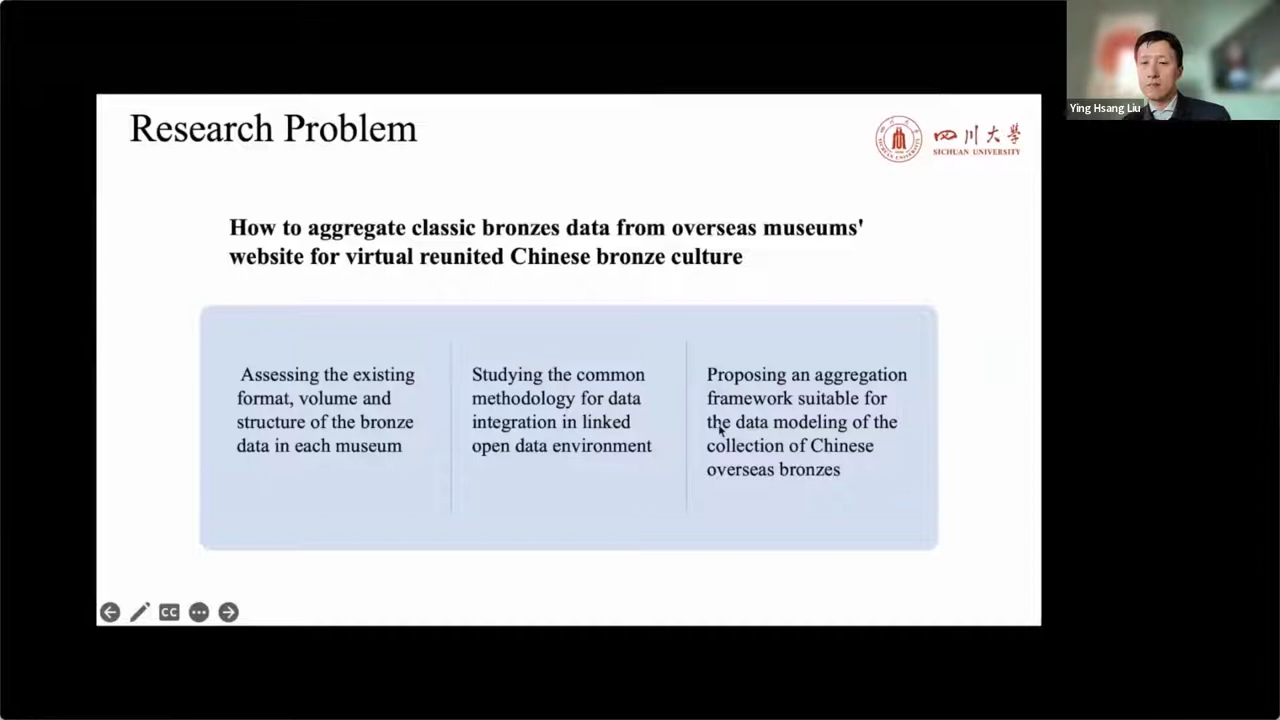 Ying Hsang Liu
Research Problem
四川大學
SICHUAN UNIVERSITY
How to aggregate classic bronzes data from overseas museums'
website for virtual reunited Chinese bronze culture
Assessing the existing
format, volume and
structure of the bronze
data in each museum
Studying the common
methodology for data
integration in linked
open data environment
Proposing an aggregation
framework suitable for
the data modeling of the
collection of Chinese
overseas bronzes
CC